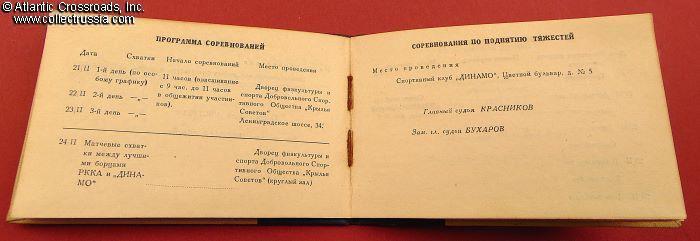 © Atlantic Crossroads, Inc.
www.collectrussia.com
ПРОГРАММА СОРЕВНОВАНИЙ
Дата Схватки Начало соревнований Место проведения
21/II 1-й день (по особому графику) 11 часов (взвешивание с 9 час. до 11 часов в общежитии участников). Дворец физкультуры и спорта Добровольного Спортивного Общества „Крылья Советов“ Ленинградское шоссе, 34.
22/II 2-й день —„—
23/II 3-й день —„—
24 II Матчевые схватки между лучшими борцами РККА и „ДИНАМО“ Дворец физкультуры и спорта Добровольного Спортивного Общества „Крылья Советов“ (круглый зал)
СОРЕВНОВАНИЯ ПО ПОДНЯТИЮ ТЯЖЕСТЕЙ
Место проведения
Спортивный клуб „ДИНАМО“, Цветной бульвар, д. № 5
Главный судья КРАСНИКОВ
Зам. гл. судьи БУХАРОВ